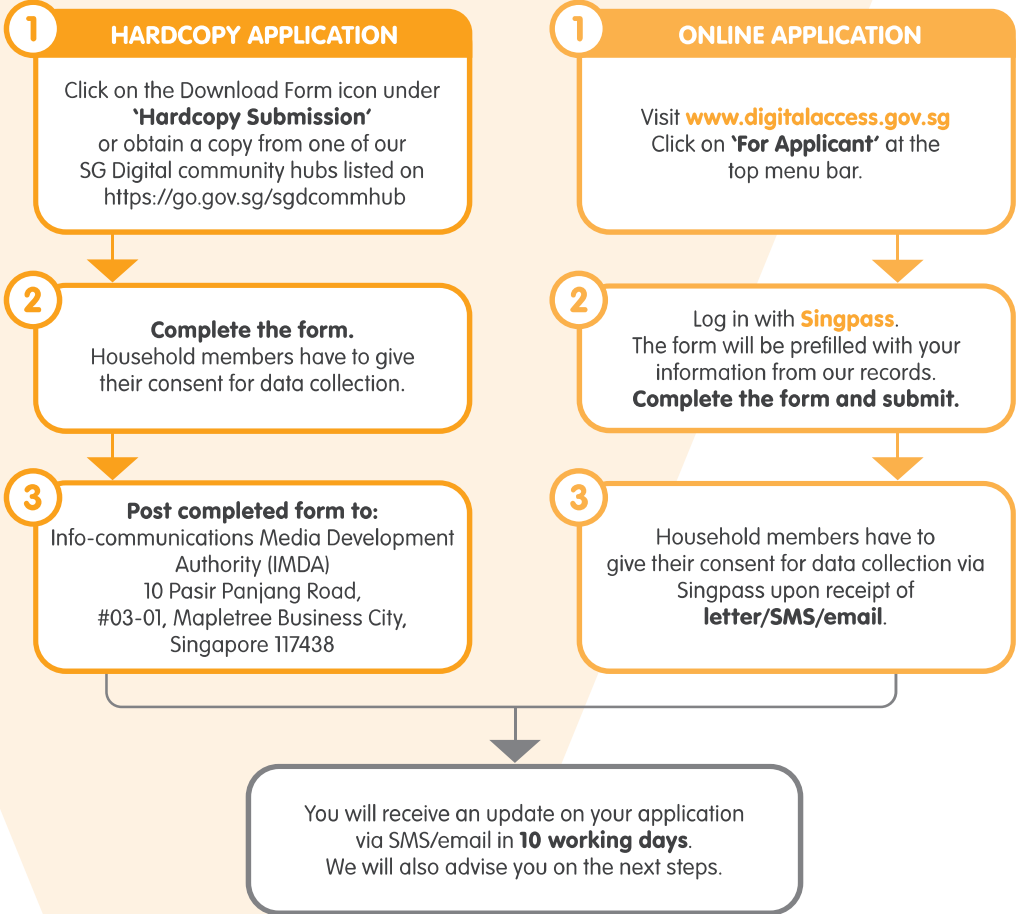 1
HARDCOPY APPLICATION
Click on the Download Form icon under
‘Hardcopy Submission’
or obtain a copy from one of our
SG Digital community hubs listed on
https://go.gov.sg/sgdcommhub
2
Complete the form.
Household members have to give
their consent for data collection.
3
Post completed form to:
Info-communications Media Development
Authority (IMDA)
10 Pasir Panjang Road,
#03-01, Mapletree Business City,
Singapore 117438
1
ONLINE APPLICATION
Visit www.digitalaccess.gov.sg
Click on ‘For Applicant’ at the
top menu bar.
2
Log in with Singpass.
The form will be prefilled with your
information from our records.
Complete the form and submit.
3
Household members have to
give their consent for data collection via
Singpass upon receipt of
letter/SMS/email.
You will receive an update on your application
via SMS/email in 10 working days.
We will also advise you on the next steps.